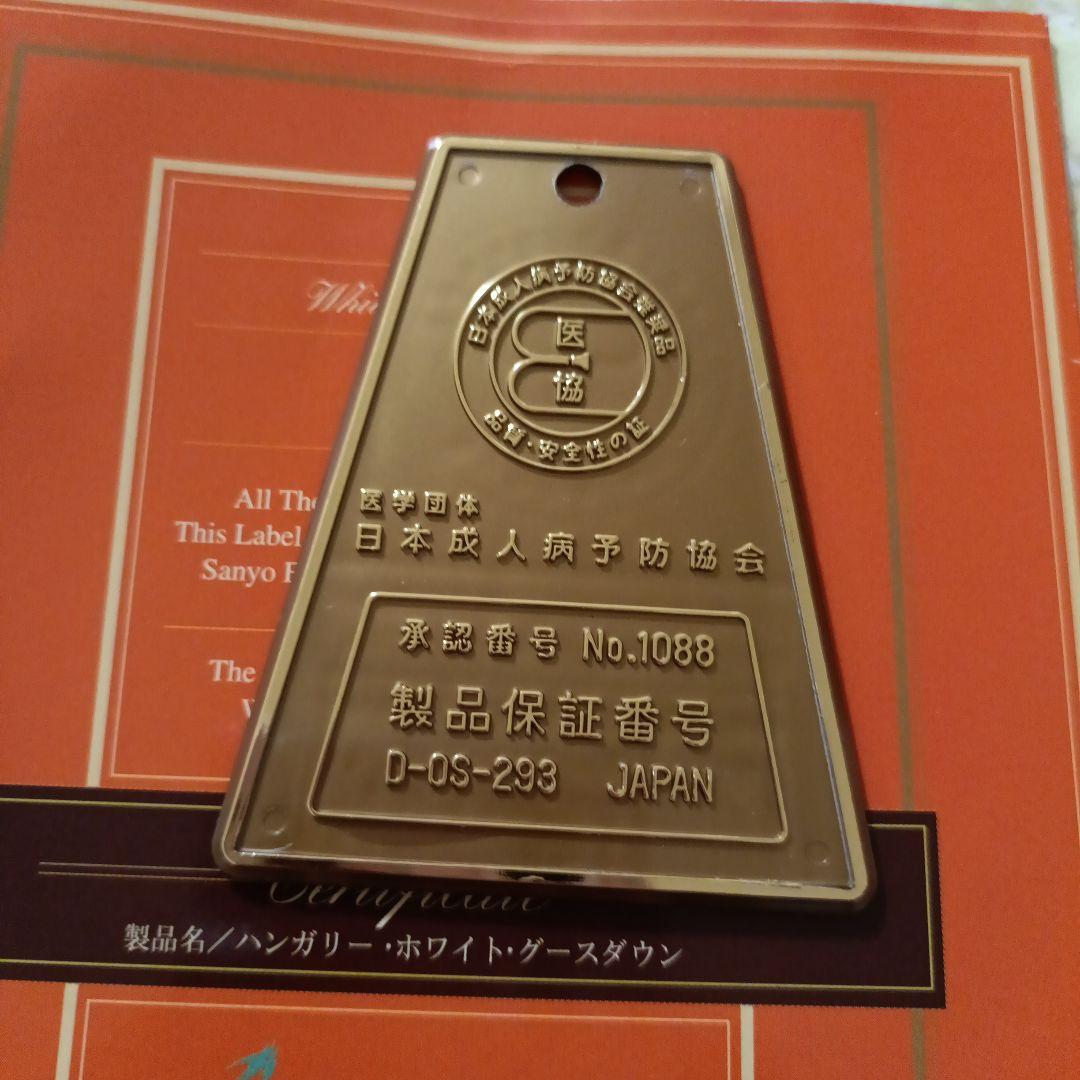 Whi
日本成人病予防協会推奨品
医
協
品質・安全性の証
医学団体
日本成人病予防協会
承認番号 No.1088
製品保証番号
D-OS-293 JAPAN
All The
This Label
Sanyo F
The
製品名／ハンガリー・ホワイト・グースダウン